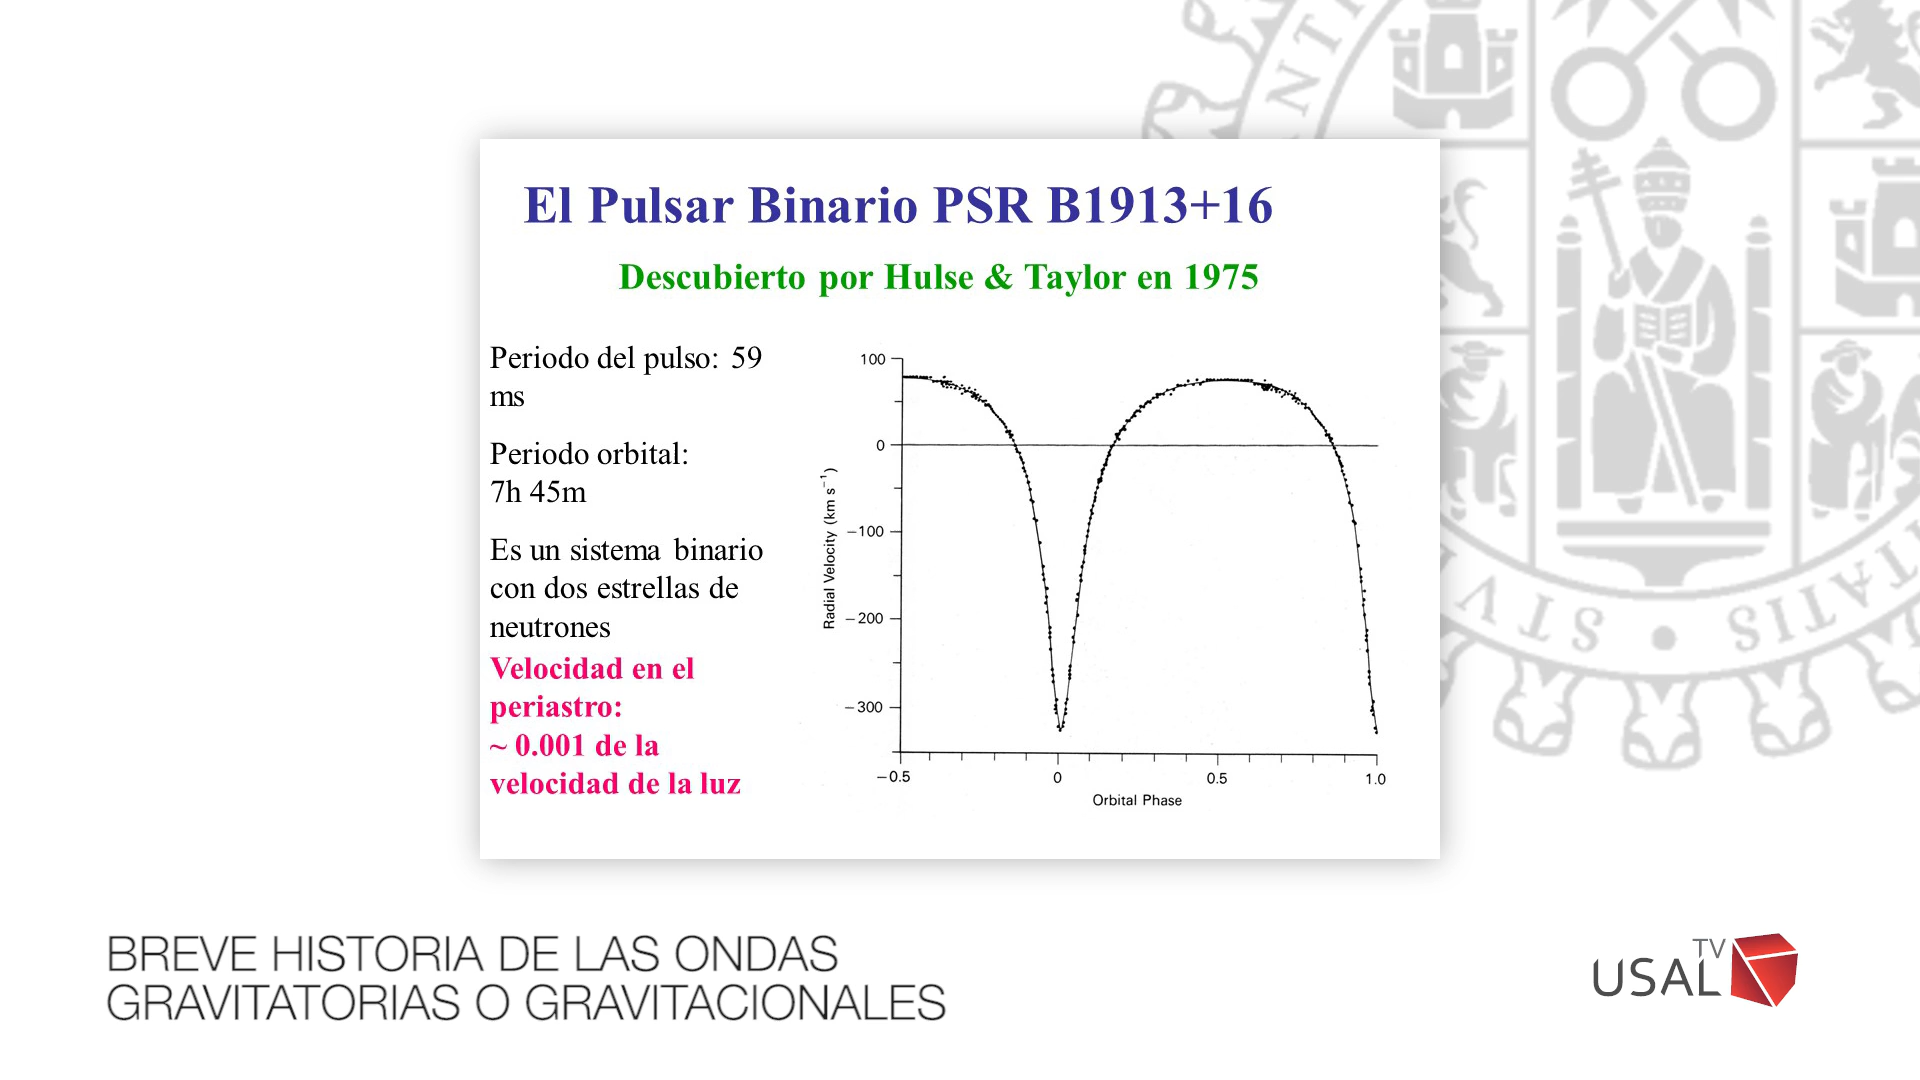 El Pulsar Binario PSR B1913+16
Descubierto por Hulse & Taylor en 1975
Periodo del pulso: 59
ms
Periodo orbital:
7h 45m
Es un sistema binario
con dos estrellas de
neutrones
Velocidad en el
periastro:
~ 0.001 de la
velocidad de la luz
100
0
−100
−200
−300
Radial Velocity (km s⁻¹)
−0.5
0
0.5
1.0
Orbital Phase
BREVE HISTORIA DE LAS ONDAS
GRAVITATORIAS O GRAVITACIONALES
USAL TV